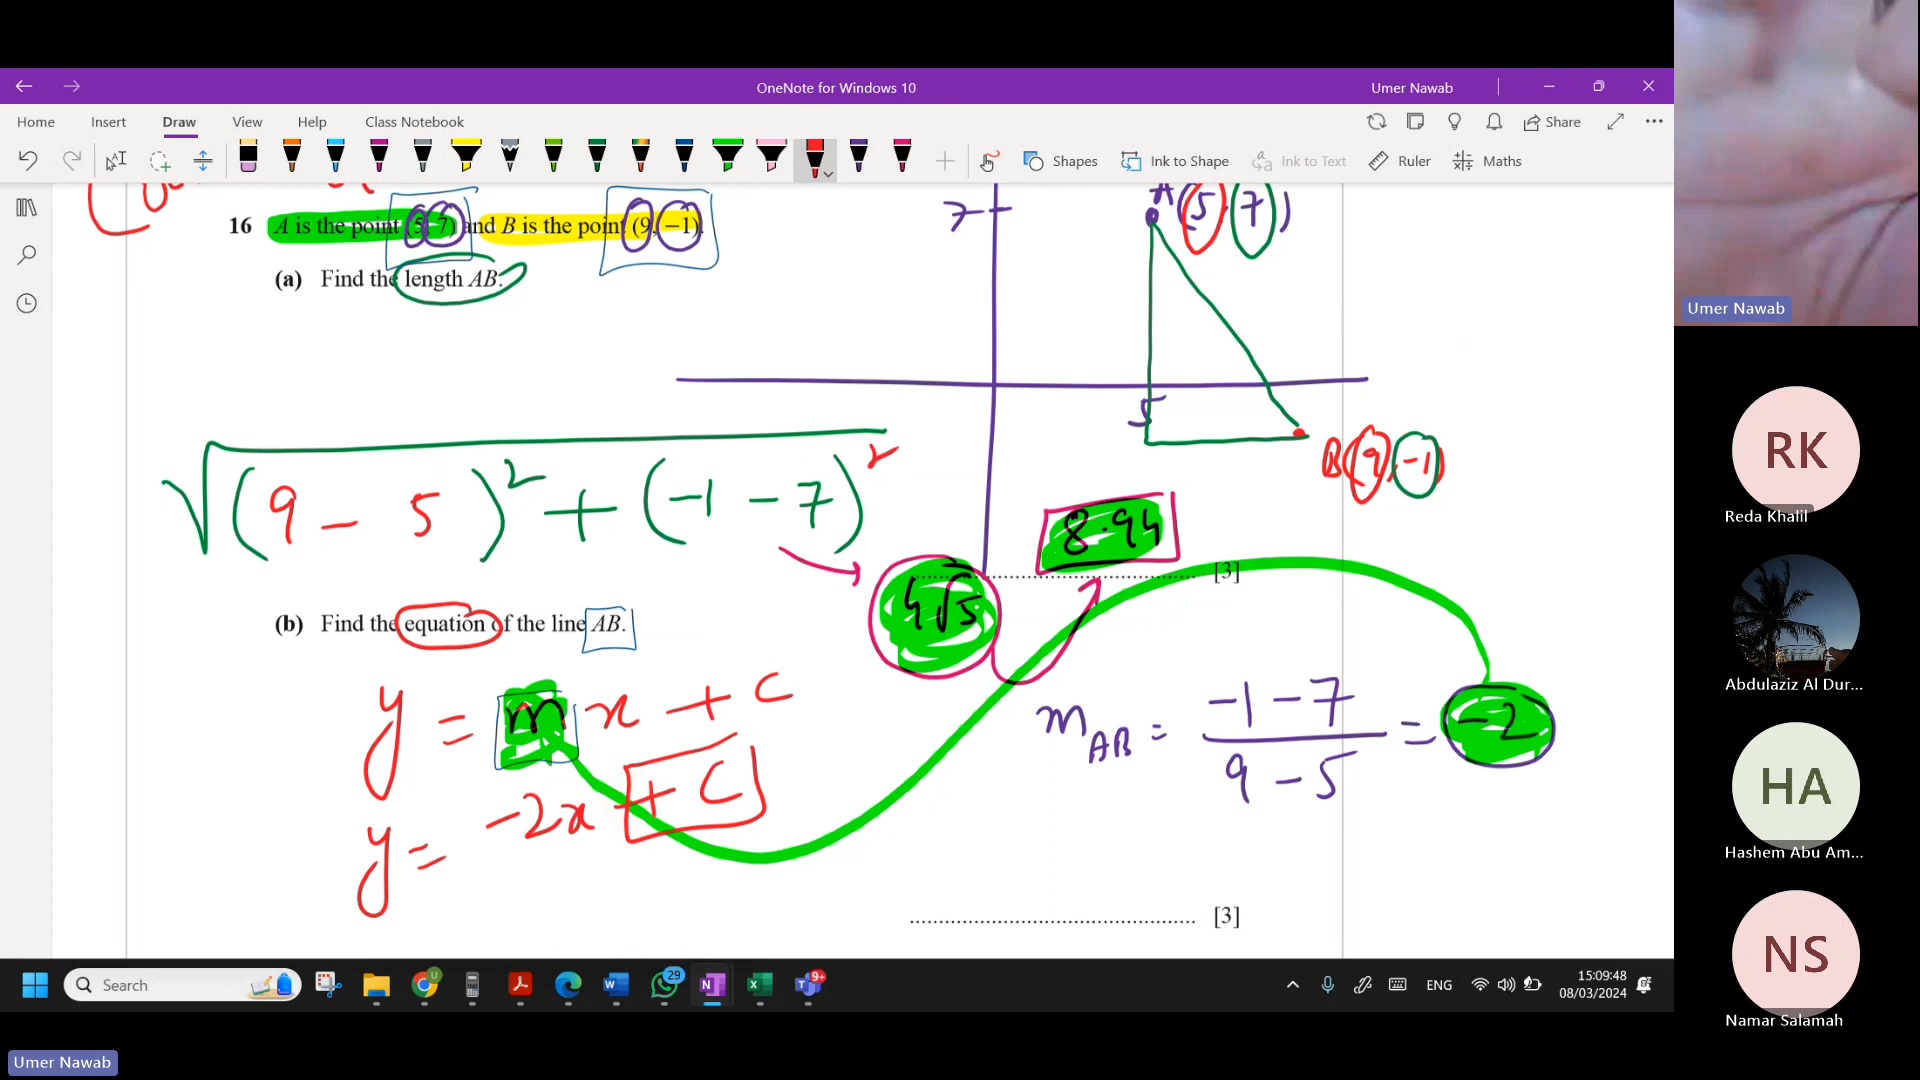 OneNote for Windows 10
Umer Nawab
Home Insert Draw View Help Class Notebook
Share
Shapes Ink to Shape Ink to Text Ruler Maths
16 A is the point (5, 7) and B is the point (9, −1).
(a) Find the length AB.
7
A (5, 7)
5
B(9, -1)
√(9 - 5)² + (-1 - 7)²
8.94
4√5
[3]
(b) Find the equation of the line AB.
y = mx + c
m AB = -1 - 7 / 9 - 5 = -2
y = -2x + c
[3]
Umer Nawab
RK
Reda Khalil
Abdulaziz Al Dur...
HA
Hashem Abu Am...
NS
Namar Salamah
Search
29
9+
ENG
15:09:48
08/03/2024
Umer Nawab